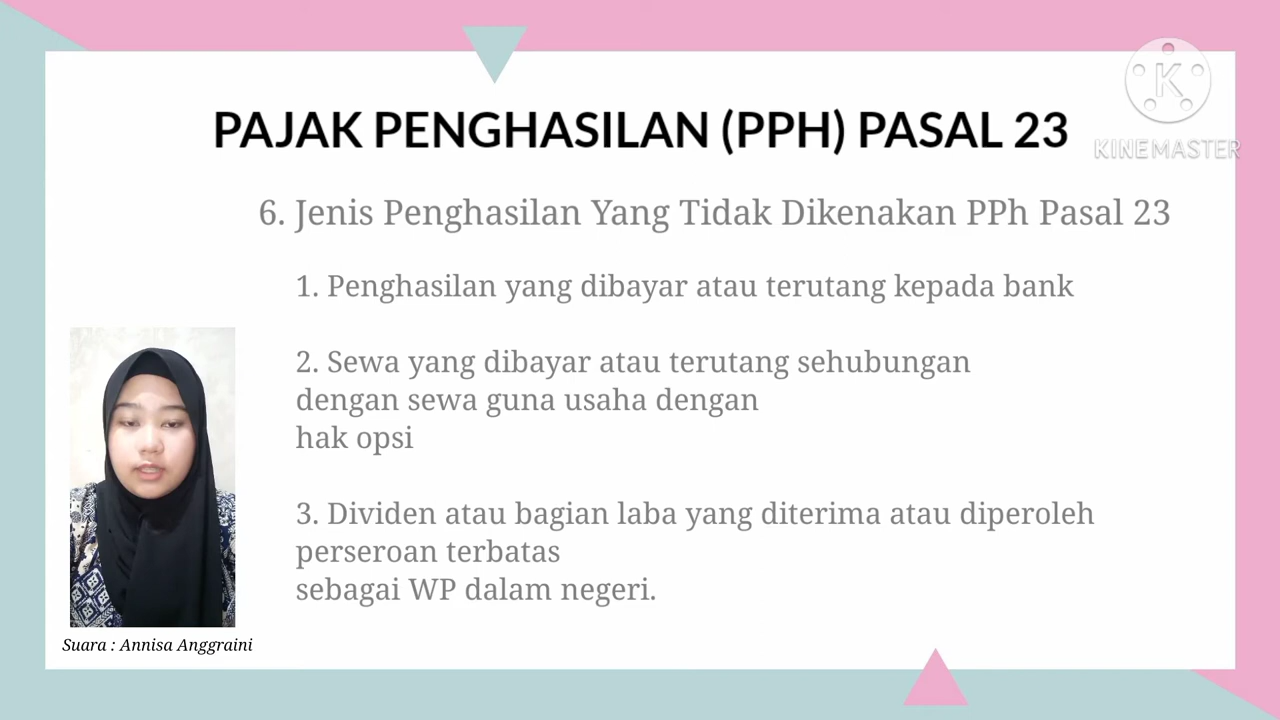 PAJAK PENGHASILAN (PPH) PASAL 23
K
KINEMASTER
6. Jenis Penghasilan Yang Tidak Dikenakan PPh Pasal 23
1. Penghasilan yang dibayar atau terutang kepada bank
2. Sewa yang dibayar atau terutang sehubungan
dengan sewa guna usaha dengan
hak opsi
3. Dividen atau bagian laba yang diterima atau diperoleh
perseroan terbatas
sebagai WP dalam negeri.
Suara : Annisa Anggraini